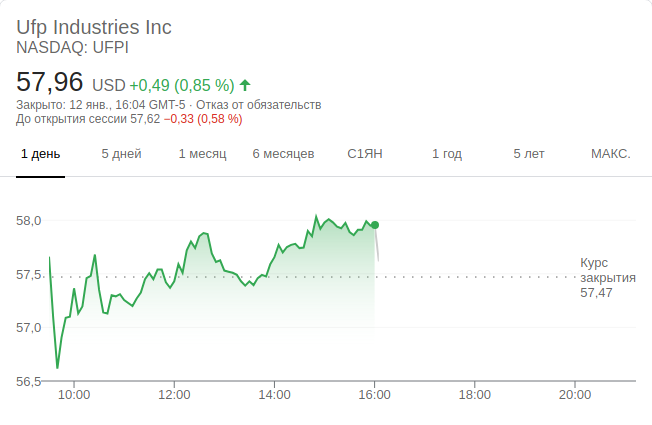 Ufp Industries Inc
NASDAQ: UFPI
57,96 USD +0,49 (0,85 %)
Закрыто: 12 янв., 16:04 GMT-5 · Отказ от обязательств
До открытия сессии 57,62 −0,33 (0,58 %)
1 день 5 дней 1 месяц 6 месяцев С1ЯН 1 год 5 лет МАКС.
58,0
57,5
57,0
56,5
Курс
закрытия
57,47
10:00 12:00 14:00 16:00 18:00 20:00